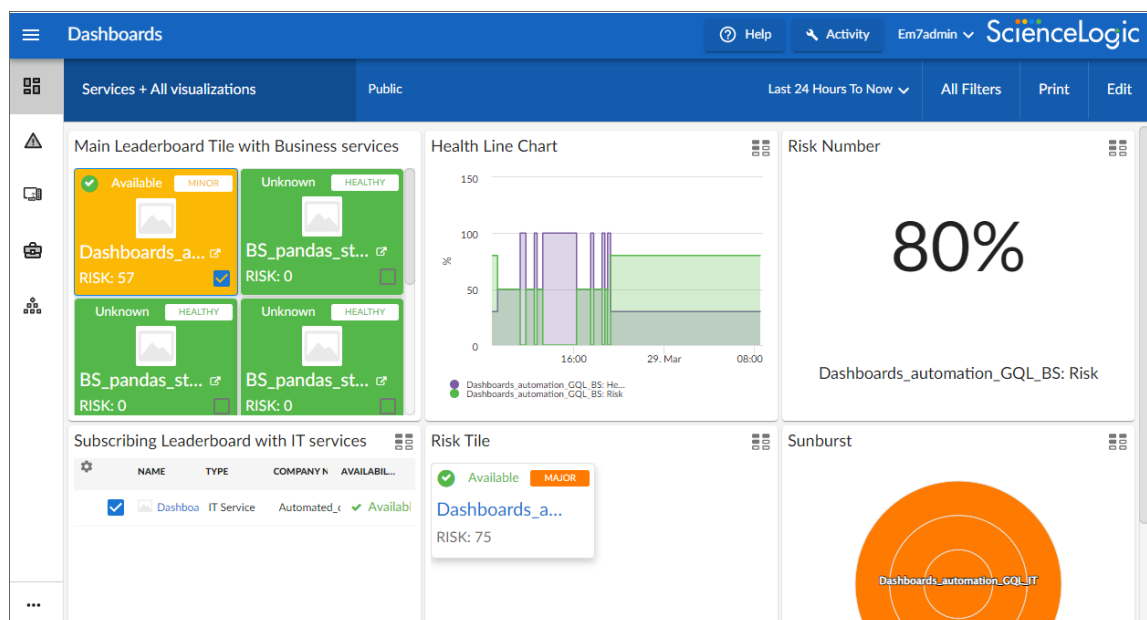 Dashboards
Help
Activity
Em7admin
ScienceLogic
Services + All visualizations
Public
Last 24 Hours To Now
All Filters
Print
Edit
Main Leaderboard Tile with Business services
Available
MINOR
Dashboards_a...
RISK: 57
Unknown
HEALTHY
BS_pandas_st...
RISK: 0
Unknown
HEALTHY
BS_pandas_st...
RISK: 0
Unknown
HEALTHY
BS_pandas_st...
RISK: 0
Health Line Chart
150
100
50
0
%
16:00
29. Mar
08:00
Dashboards_automation_GQL_BS: He...
Dashboards_automation_GQL_BS: Risk
Risk Number
80%
Dashboards_automation_GQL_BS: Risk
Subscribing Leaderboard with IT services
NAME
TYPE
COMPANY N
AVAILABIL...
Dashboa
IT Service
Automated_c
Availabl
Risk Tile
Available
MAJOR
Dashboards_a...
RISK: 75
Sunburst
Dashboards_automation_GQL_IT